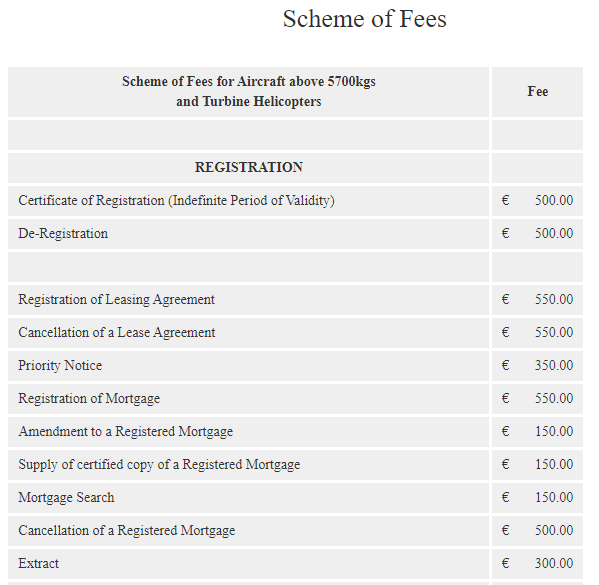 Scheme of Fees
Scheme of Fees for Aircraft above 5700kgs
and Turbine Helicopters
Fee
REGISTRATION
Certificate of Registration (Indefinite Period of Validity) € 500.00
De-Registration € 500.00
Registration of Leasing Agreement € 550.00
Cancellation of a Lease Agreement € 550.00
Priority Notice € 350.00
Registration of Mortgage € 550.00
Amendment to a Registered Mortgage € 150.00
Supply of certified copy of a Registered Mortgage € 150.00
Mortgage Search € 150.00
Cancellation of a Registered Mortgage € 500.00
Extract € 300.00